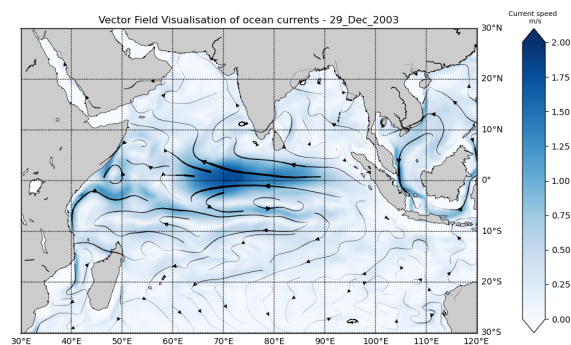 Vector Field Visualisation of ocean currents - 29_Dec_2003
Current speed
m/s
30°N
20°N
10°N
0°
10°S
20°S
30°S
30°E
40°E
50°E
60°E
70°E
80°E
90°E
100°E
110°E
120°E
2.00
1.75
1.50
1.25
1.00
0.75
0.50
0.25
0.00